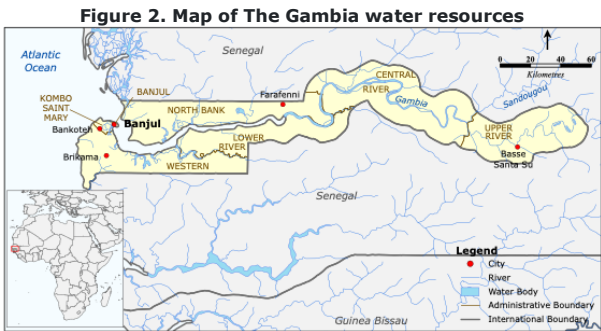 Figure 2. Map of The Gambia water resources
Atlantic
Ocean
Senegal
0 20 40 60
Kilometres
BANJUL
Farafenni
CENTRAL
RIVER
Sandougou
KOMBO
SAINT
MARY
NORTH BANK
Gambia
Banjul
Bankoteh
LOWER
RIVER
UPPER
RIVER
Brikama
WESTERN
Basse
Santa Su
Senegal
Legend
City
River
Water Body
Administrative Boundary
International Boundary
Guinea Bissau